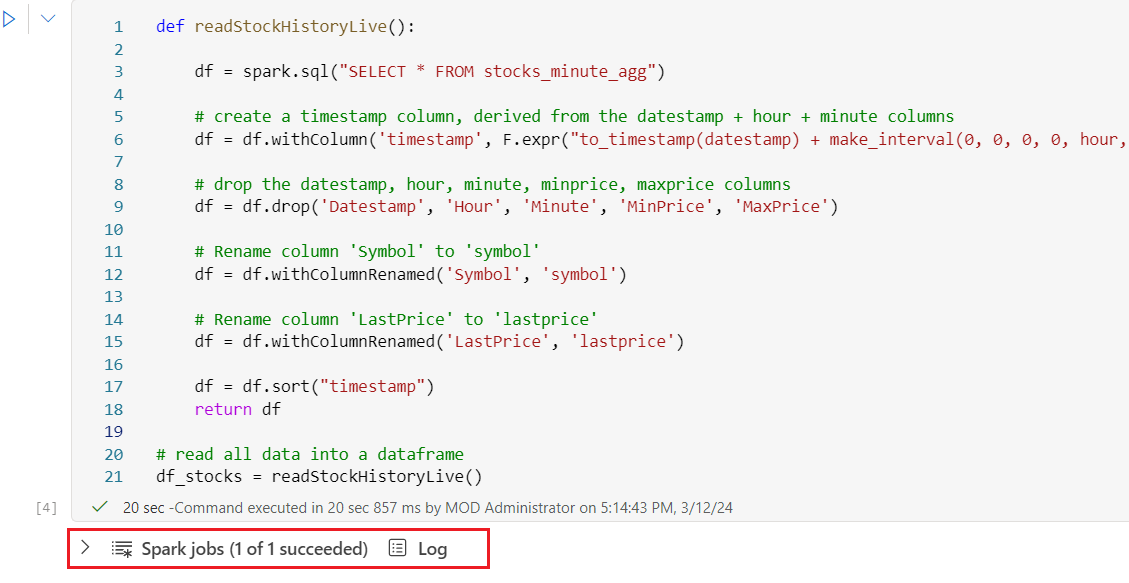 1 def readStockHistoryLive():
2
3     df = spark.sql("SELECT * FROM stocks_minute_agg")
4
5     # create a timestamp column, derived from the datestamp + hour + minute columns
6     df = df.withColumn('timestamp', F.expr("to_timestamp(datestamp) + make_interval(0, 0, 0, 0, hour,
7
8     # drop the datestamp, hour, minute, minprice, maxprice columns
9     df = df.drop('Datestamp', 'Hour', 'Minute', 'MinPrice', 'MaxPrice')
10
11     # Rename column 'Symbol' to 'symbol'
12     df = df.withColumnRenamed('Symbol', 'symbol')
13
14     # Rename column 'LastPrice' to 'lastprice'
15     df = df.withColumnRenamed('LastPrice', 'lastprice')
16
17     df = df.sort("timestamp")
18     return df
19
20 # read all data into a dataframe
21 df_stocks = readStockHistoryLive()
[4] 20 sec -Command executed in 20 sec 857 ms by MOD Administrator on 5:14:43 PM, 3/12/24
Spark jobs (1 of 1 succeeded) Log